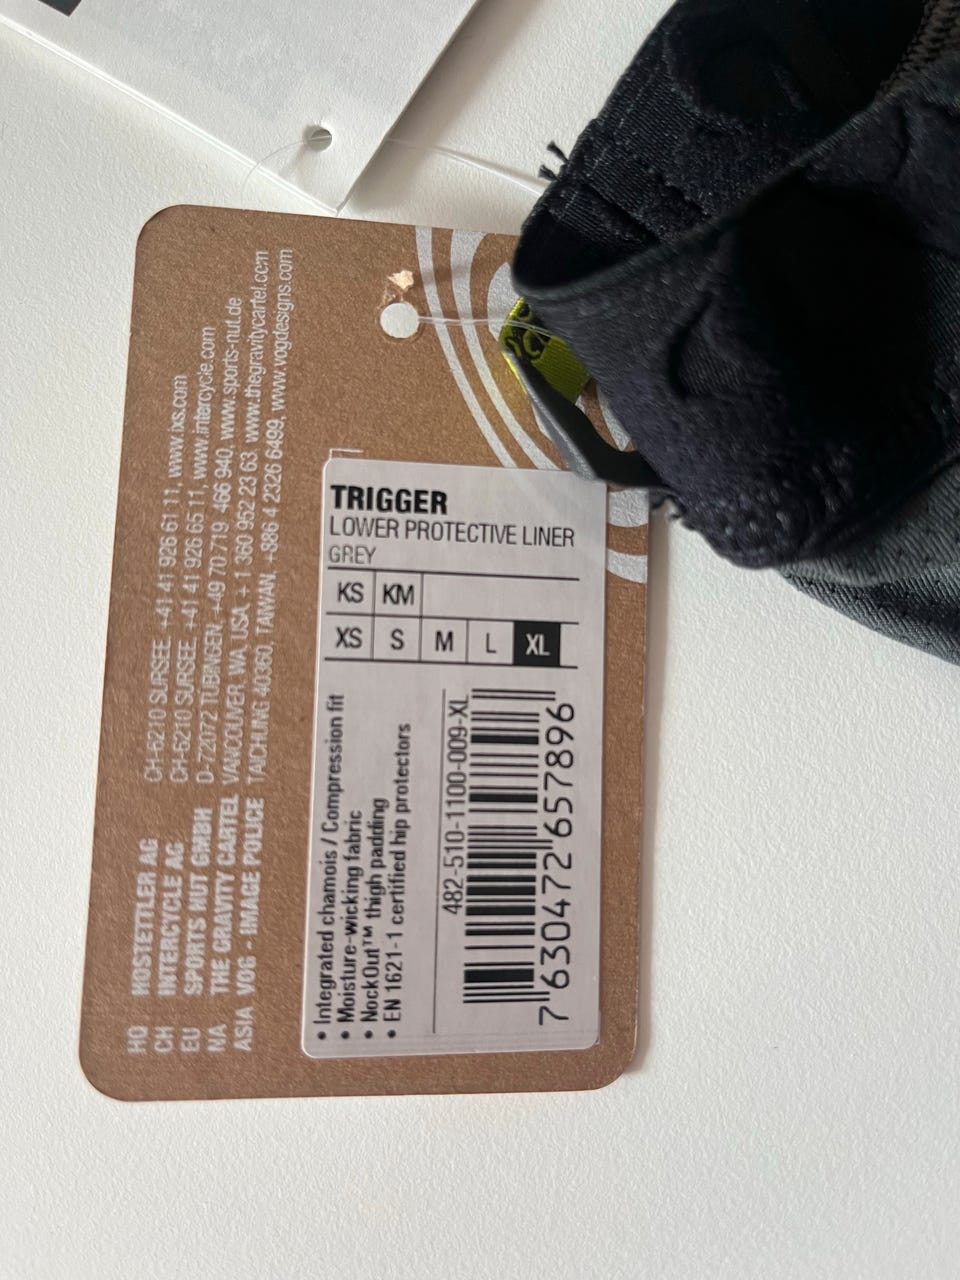 TRIGGER
LOWER PROTECTIVE LINER
GREY
KS KM
XS S M L XL
• Integrated chamois / Compression fit
• Moisture-wicking fabric
• NockOut™ thigh padding
• EN 1621-1 certified hip protectors
482-510-1100-009-XL
7 630472 657896
HQ HOSTETTLER AG CH-6210 SURSEE, +41 41 926 61 11, www.ixs.com
CH INTERCYCLE AG CH-6210 SURSEE, +41 41 926 65 11, www.intercycle.com
EU SPORTS NUT GMBH D-72072 TÜBINGEN, +49 70 719 466 940, www.sports-nut.de
NA THE GRAVITY CARTEL VANCOUVER, WA, USA, + 1 360 952 23 63 www.thegravitycartel.com
ASIA VOG - IMAGE POLICE TAICHUNG 40360, TAIWAN, +886 4 2326 6499, www.vogdesigns.com